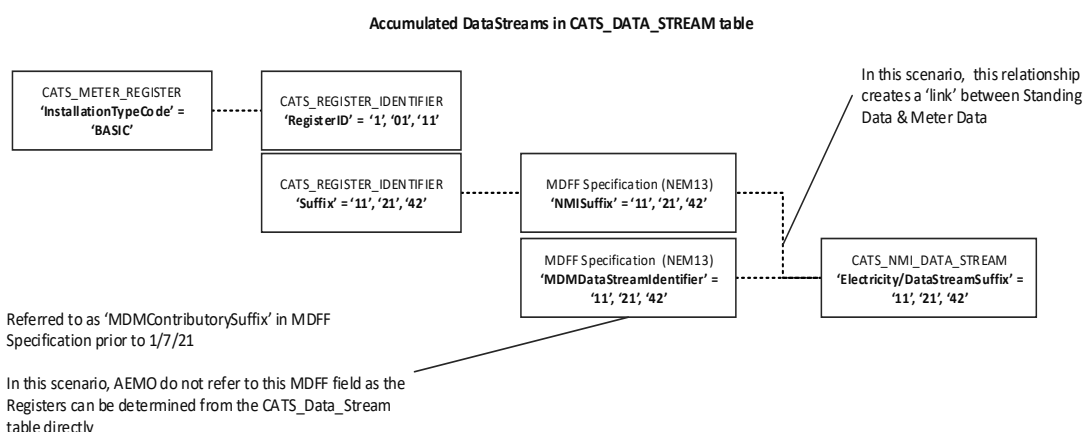 Accumulated DataStreams in CATS_DATA_STREAM table
CATS_METER_REGISTER
‘InstallationTypeCode’ =
‘BASIC’
CATS_REGISTER_IDENTIFIER
‘RegisterID’ = ‘1’, ‘01’, ‘11’
In this scenario, this relationship
creates a ‘link’ between Standing
Data & Meter Data
CATS_REGISTER_IDENTIFIER
‘Suffix’ = ‘11’, ‘21’, ‘42’
MDFF Specification (NEM13)
‘NMISuffix’ = ‘11’, ‘21’, ‘42’
MDFF Specification (NEM13)
‘MDMDataStreamIdentifier’ =
‘11’, ‘21’, ‘42’
CATS_NMI_DATA_STREAM
‘Electricity/DataStreamSuffix’ =
‘11’, ‘21’, ‘42’
Referred to as ‘MDMContributorySuffix’ in MDFF
Specification prior to 1/7/21
In this scenario, AEMO do not refer to this MDFF field as the
Registers can be determined from the CATS_Data_Stream
table directly